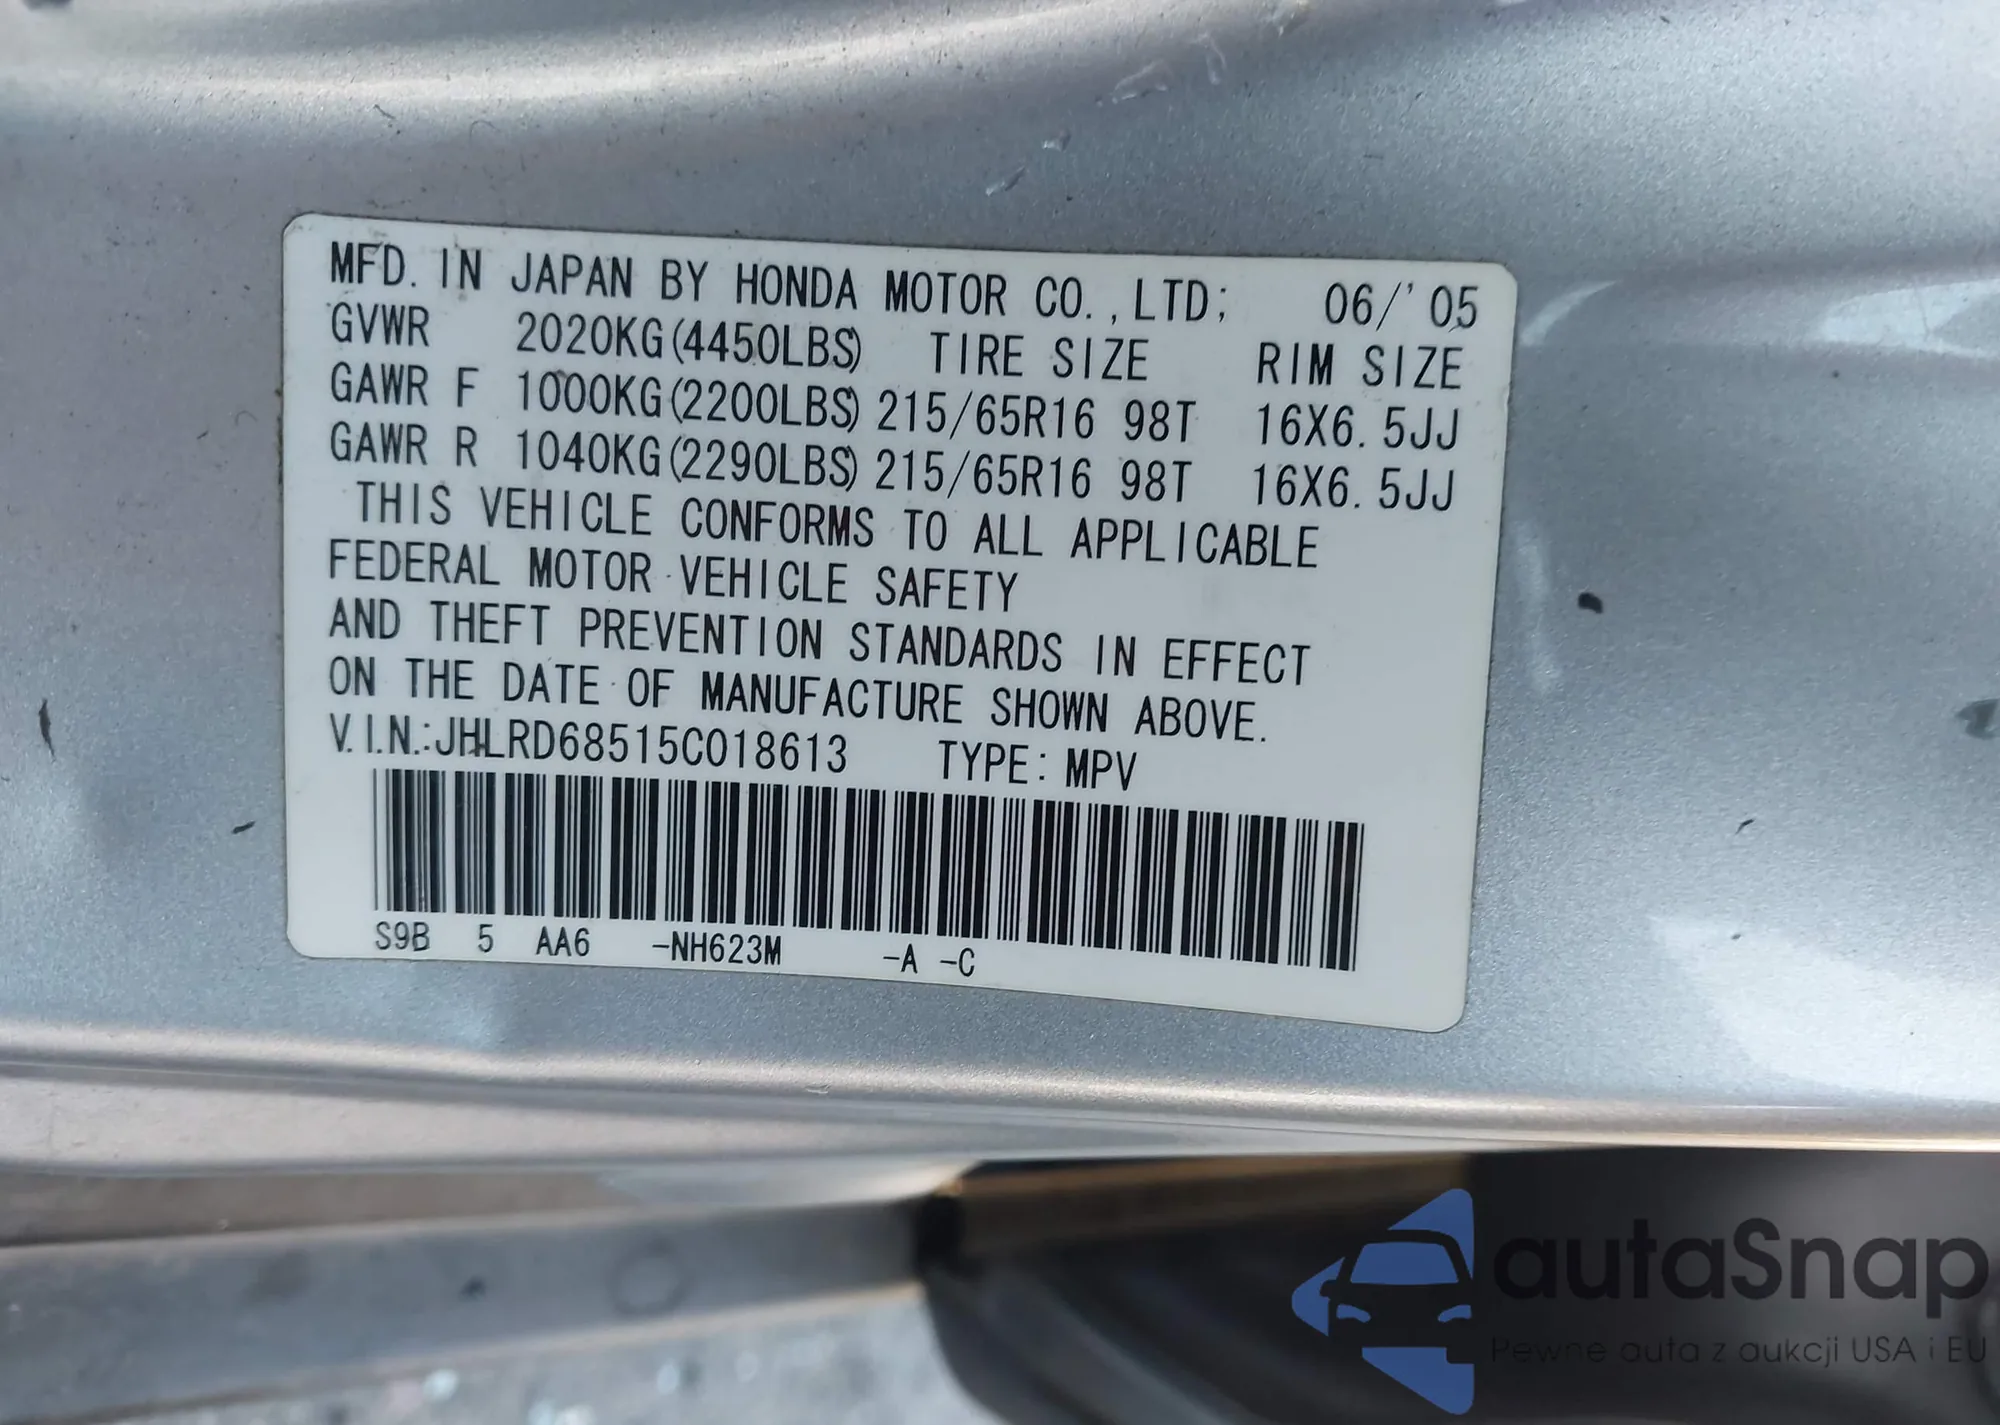 MFD. IN JAPAN BY HONDA MOTOR CO., LTD; 06/'05
GVWR 2020KG(4450LBS) TIRE SIZE RIM SIZE
GAWR F 1000KG(2200LBS) 215/65R16 98T 16X6.5JJ
GAWR R 1040KG(2290LBS) 215/65R16 98T 16X6.5JJ
THIS VEHICLE CONFORMS TO ALL APPLICABLE
FEDERAL MOTOR VEHICLE SAFETY
AND THEFT PREVENTION STANDARDS IN EFFECT
ON THE DATE OF MANUFACTURE SHOWN ABOVE.
V.I.N.:JHLRD68515C018613 TYPE: MPV
S9B 5 AA6 -NH623M -A -C
autaSnap
Pewne auta z aukcji USA i EU